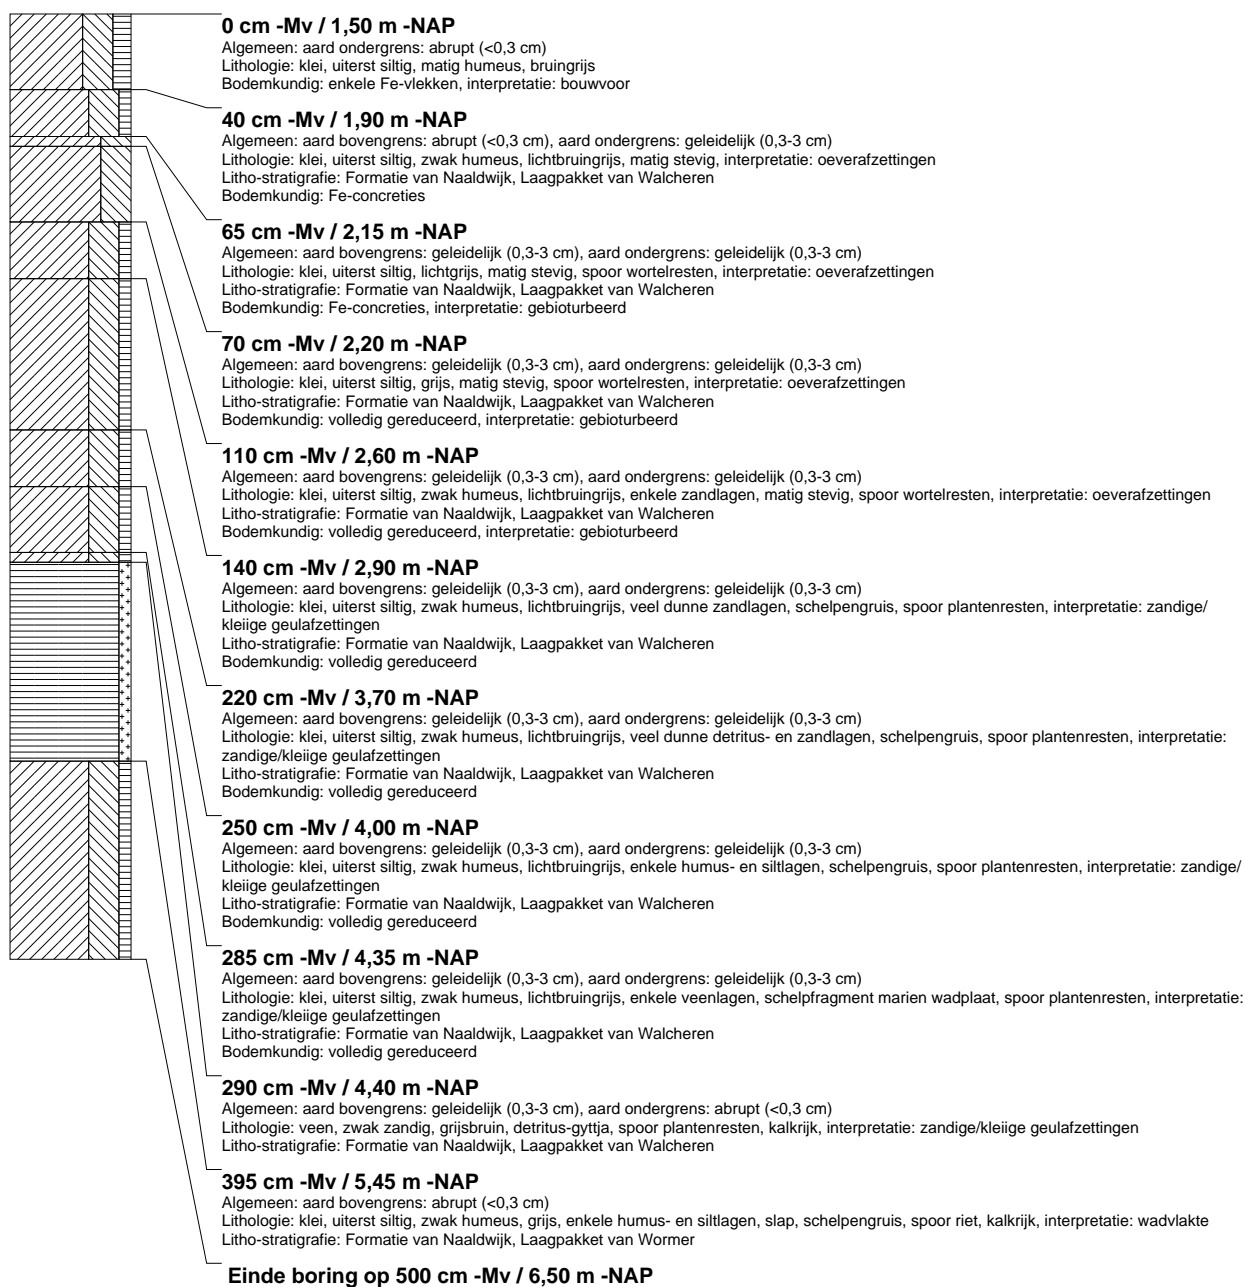 0 cm -Mv / 1,50 m -NAP
Algemeen: aard ondergrens: abrupt (<0,3 cm)
Lithologie: klei, uiterst siltig, matig humeus, bruingrijs
Bodemkundig: enkele Fe-vlekken, interpretatie: bouwvoor
40 cm -Mv / 1,90 m -NAP
Algemeen: aard bovengrens: abrupt (<0,3 cm), aard ondergrens: geleidelijk (0,3-3 cm)
Lithologie: klei, uiterst siltig, zwak humeus, lichtbruingrijs, matig stevig, interpretatie: oeverafzettingen
Litho-stratigrafie: Formatie van Naaldwijk, Laagpakket van Walcheren
Bodemkundig: Fe-concreties
65 cm -Mv / 2,15 m -NAP
Algemeen: aard bovengrens: geleidelijk (0,3-3 cm), aard ondergrens: geleidelijk (0,3-3 cm)
Lithologie: klei, uiterst siltig, lichtgrijs, matig stevig, spoor wortelresten, interpretatie: oeverafzettingen
Litho-stratigrafie: Formatie van Naaldwijk, Laagpakket van Walcheren
Bodemkundig: Fe-concreties, interpretatie: gebioturbeerd
70 cm -Mv / 2,20 m -NAP
Algemeen: aard bovengrens: geleidelijk (0,3-3 cm), aard ondergrens: geleidelijk (0,3-3 cm)
Lithologie: klei, uiterst siltig, grijs, matig stevig, spoor wortelresten, interpretatie: oeverafzettingen
Litho-stratigrafie: Formatie van Naaldwijk, Laagpakket van Walcheren
Bodemkundig: volledig gereduceerd, interpretatie: gebioturbeerd
110 cm -Mv / 2,60 m -NAP
Algemeen: aard bovengrens: geleidelijk (0,3-3 cm), aard ondergrens: geleidelijk (0,3-3 cm)
Lithologie: klei, uiterst siltig, zwak humeus, lichtbruingrijs, enkele zandlagen, matig stevig, spoor wortelresten, interpretatie: oeverafzettingen
Litho-stratigrafie: Formatie van Naaldwijk, Laagpakket van Walcheren
Bodemkundig: volledig gereduceerd, interpretatie: gebioturbeerd
140 cm -Mv / 2,90 m -NAP
Algemeen: aard bovengrens: geleidelijk (0,3-3 cm), aard ondergrens: geleidelijk (0,3-3 cm)
Lithologie: klei, uiterst siltig, zwak humeus, lichtbruingrijs, veel dunne zandlagen, schelpengruis, spoor plantenresten, interpretatie: zandige/
kleiige geulafzettingen
Litho-stratigrafie: Formatie van Naaldwijk, Laagpakket van Walcheren
Bodemkundig: volledig gereduceerd
220 cm -Mv / 3,70 m -NAP
Algemeen: aard bovengrens: geleidelijk (0,3-3 cm), aard ondergrens: geleidelijk (0,3-3 cm)
Lithologie: klei, uiterst siltig, zwak humeus, lichtbruingrijs, veel dunne detritus- en zandlagen, schelpengruis, spoor plantenresten, interpretatie:
zandige/kleiige geulafzettingen
Litho-stratigrafie: Formatie van Naaldwijk, Laagpakket van Walcheren
Bodemkundig: volledig gereduceerd
250 cm -Mv / 4,00 m -NAP
Algemeen: aard bovengrens: geleidelijk (0,3-3 cm), aard ondergrens: geleidelijk (0,3-3 cm)
Lithologie: klei, uiterst siltig, zwak humeus, lichtbruingrijs, enkele humus- en siltlagen, schelpengruis, spoor plantenresten, interpretatie: zandige/
kleiige geulafzettingen
Litho-stratigrafie: Formatie van Naaldwijk, Laagpakket van Walcheren
Bodemkundig: volledig gereduceerd
285 cm -Mv / 4,35 m -NAP
Algemeen: aard bovengrens: geleidelijk (0,3-3 cm), aard ondergrens: geleidelijk (0,3-3 cm)
Lithologie: klei, uiterst siltig, zwak humeus, lichtbruingrijs, enkele veenlagen, schelpfragment marien wadplaat, spoor plantenresten, interpretatie:
zandige/kleiige geulafzettingen
Litho-stratigrafie: Formatie van Naaldwijk, Laagpakket van Walcheren
Bodemkundig: volledig gereduceerd
290 cm -Mv / 4,40 m -NAP
Algemeen: aard bovengrens: geleidelijk (0,3-3 cm), aard ondergrens: abrupt (<0,3 cm)
Lithologie: veen, zwak zandig, grijsbruin, detritus-gyttja, spoor plantenresten, kalkrijk, interpretatie: zandige/kleiige geulafzettingen
Litho-stratigrafie: Formatie van Naaldwijk, Laagpakket van Walcheren
395 cm -Mv / 5,45 m -NAP
Algemeen: aard bovengrens: abrupt (<0,3 cm)
Lithologie: klei, uiterst siltig, zwak humeus, grijs, enkele humus- en siltlagen, slap, schelpengruis, spoor riet, kalkrijk, interpretatie: wadvlakte
Litho-stratigrafie: Formatie van Naaldwijk, Laagpakket van Wormer
Einde boring op 500 cm -Mv / 6,50 m -NAP